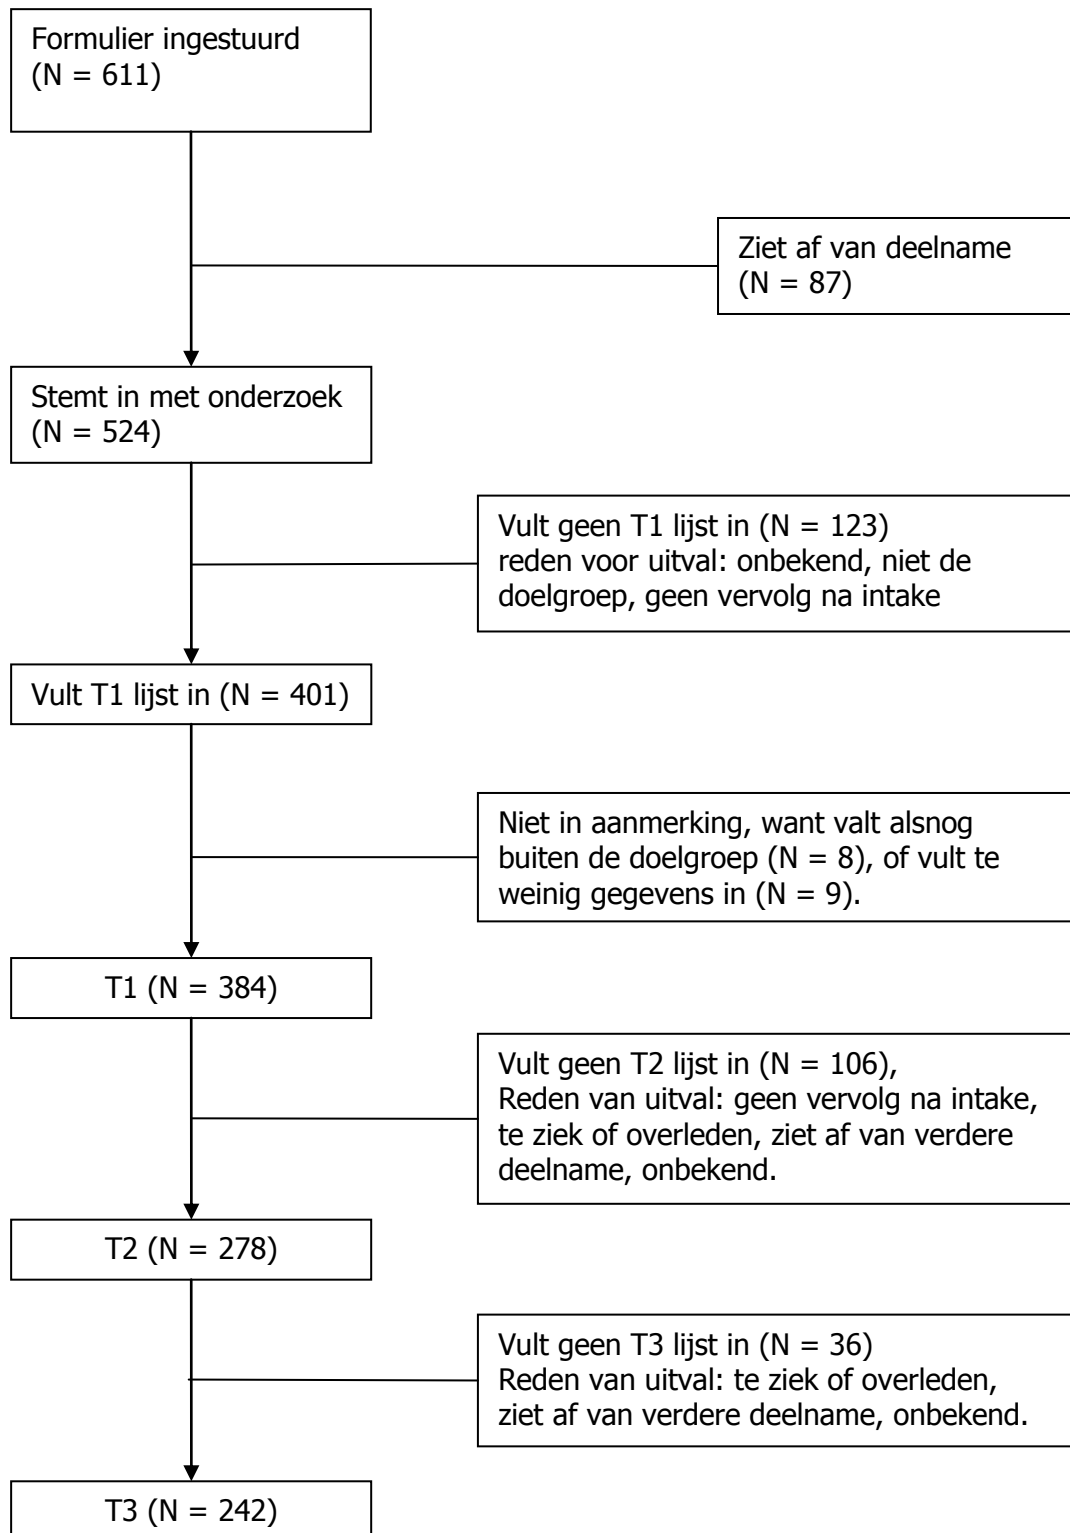 Formulier ingestuurd
(N = 611)
Ziet af van deelname
(N = 87)
Stemt in met onderzoek
(N = 524)
Vult geen T1 lijst in (N = 123)
reden voor uitval: onbekend, niet de
doelgroep, geen vervolg na intake
Vult T1 lijst in (N = 401)
Niet in aanmerking, want valt alsnog
buiten de doelgroep (N = 8), of vult te
weinig gegevens in (N = 9).
T1 (N = 384)
Vult geen T2 lijst in (N = 106),
Reden van uitval: geen vervolg na intake,
te ziek of overleden, ziet af van verdere
deelname, onbekend.
T2 (N = 278)
Vult geen T3 lijst in (N = 36)
Reden van uitval: te ziek of overleden,
ziet af van verdere deelname, onbekend.
T3 (N = 242)